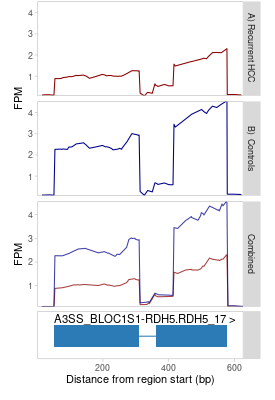 4
3
2
1
A) Recurrent HCC
FPM
4
3
2
1
B) Controls
4
3
2
1
Combined
FPM
A3SS_BLOC1S1-RDH5.RDH5_17 >
200
400
600
Distance from region start (bp)